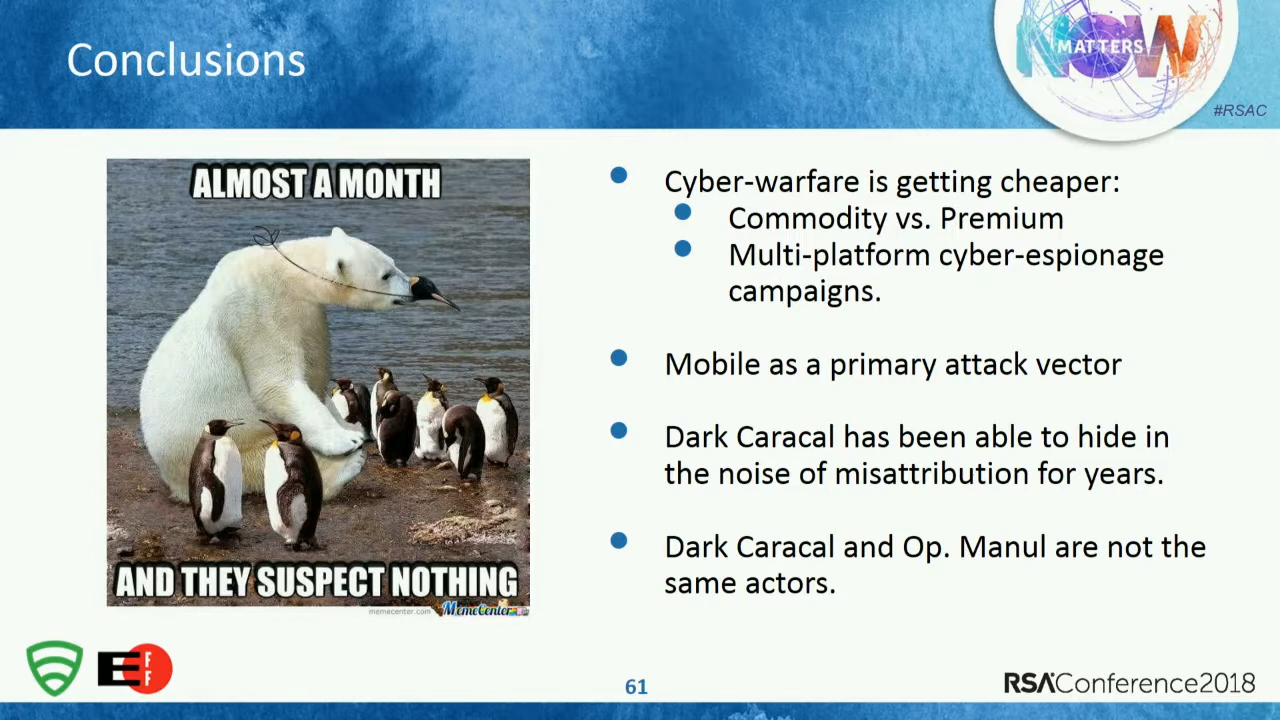 Conclusions
NOW
MATTERS
#RSAC
ALMOST A MONTH
AND THEY SUSPECT NOTHING
memecenter.com MemeCenter
Cyber-warfare is getting cheaper:
Commodity vs. Premium
Multi-platform cyber-espionage
campaigns.
Mobile as a primary attack vector
Dark Caracal has been able to hide in
the noise of misattribution for years.
Dark Caracal and Op. Manul are not the
same actors.
EFF
61
RSAConference2018